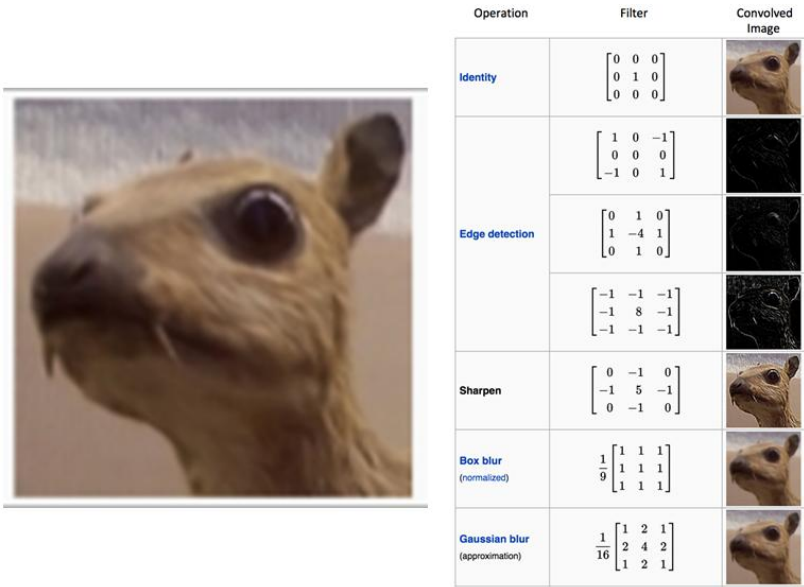 Operation Filter Convolved
Image
Identity
[0 0 0]
[0 1 0]
[0 0 0]
[1 0 −1]
[0 0 0]
[−1 0 1]
Edge detection
[0 1 0]
[1 −4 1]
[0 1 0]
[−1 −1 −1]
[−1 8 −1]
[−1 −1 −1]
Sharpen
[0 −1 0]
[−1 5 −1]
[0 −1 0]
Box blur
(normalized)
1/9
[1 1 1]
[1 1 1]
[1 1 1]
Gaussian blur
(approximation)
1/16
[1 2 1]
[2 4 2]
[1 2 1]